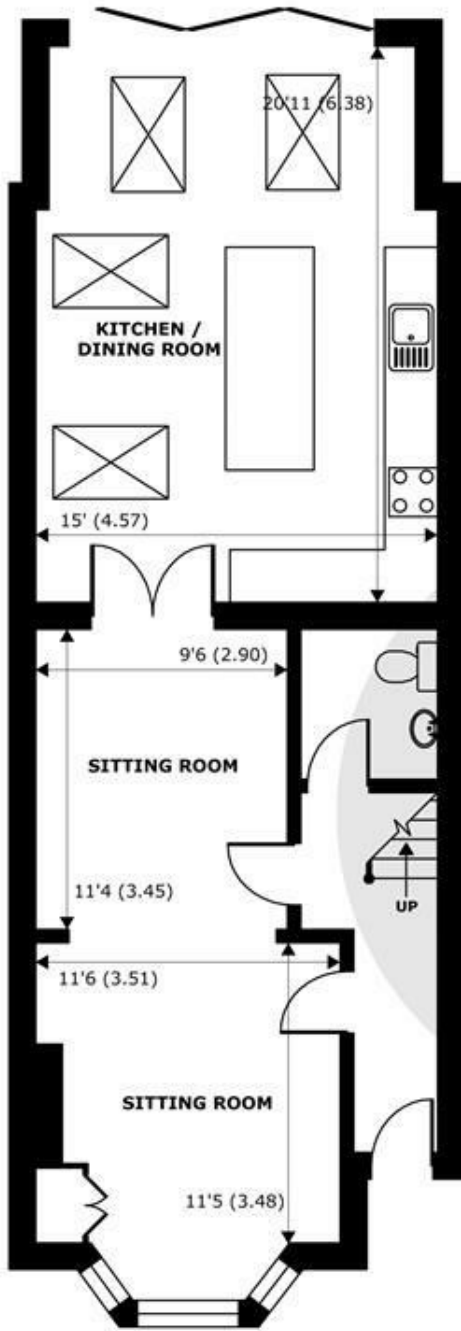 20'11 (6.38)
KITCHEN /
DINING ROOM
15' (4.57)
9'6 (2.90)
SITTING ROOM
11'4 (3.45)
UP
11'6 (3.51)
SITTING ROOM
11'5 (3.48)